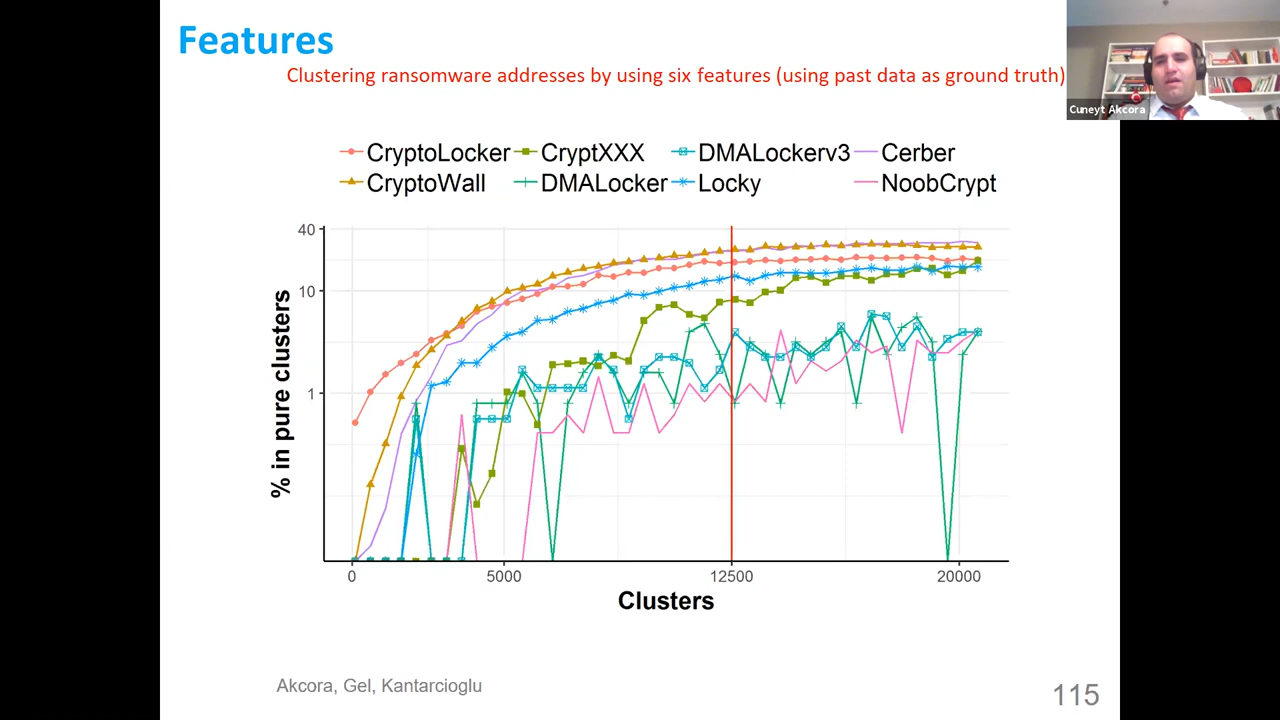 Features
Clustering ransomware addresses by using six features (using past data as ground truth)
Cuneyt Akcora
CryptoLocker CryptXXX DMALockerv3 Cerber
CryptoWall DMALocker Locky NoobCrypt
40
10
1
% in pure clusters
0 5000 12500 20000
Clusters
Akcora, Gel, Kantarcioglu
115